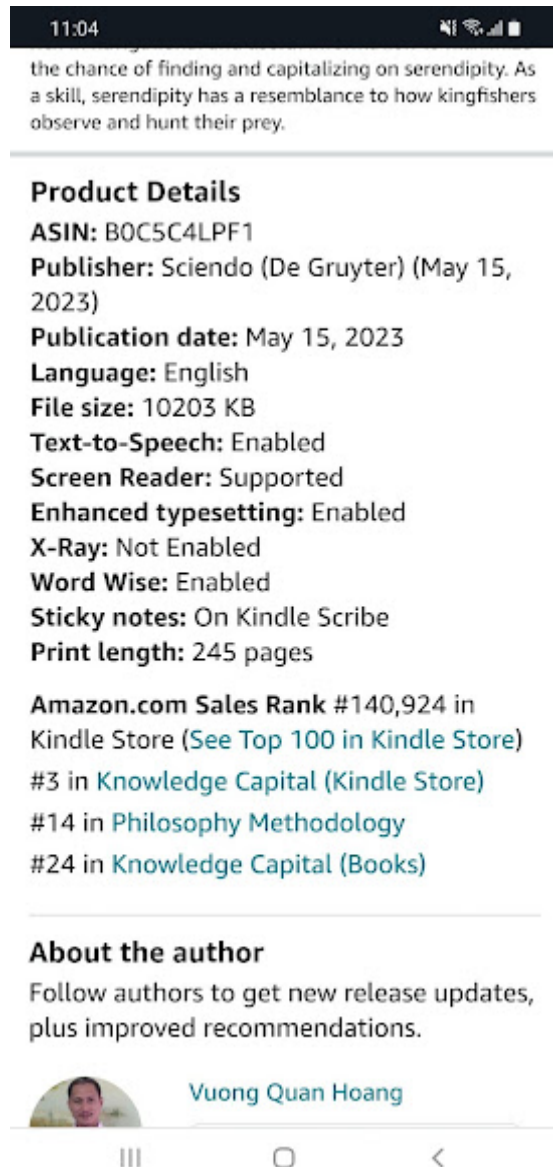 11:04
the chance of finding and capitalizing on serendipity. As
a skill, serendipity has a resemblance to how kingfishers
observe and hunt their prey.
Product Details
ASIN: B0C5C4LPF1
Publisher: Sciendo (De Gruyter) (May 15,
2023)
Publication date: May 15, 2023
Language: English
File size: 10203 KB
Text-to-Speech: Enabled
Screen Reader: Supported
Enhanced typesetting: Enabled
X-Ray: Not Enabled
Word Wise: Enabled
Sticky notes: On Kindle Scribe
Print length: 245 pages
Amazon.com Sales Rank #140,924 in
Kindle Store (See Top 100 in Kindle Store)
#3 in Knowledge Capital (Kindle Store)
#14 in Philosophy Methodology
#24 in Knowledge Capital (Books)
About the author
Follow authors to get new release updates,
plus improved recommendations.
Vuong Quan Hoang